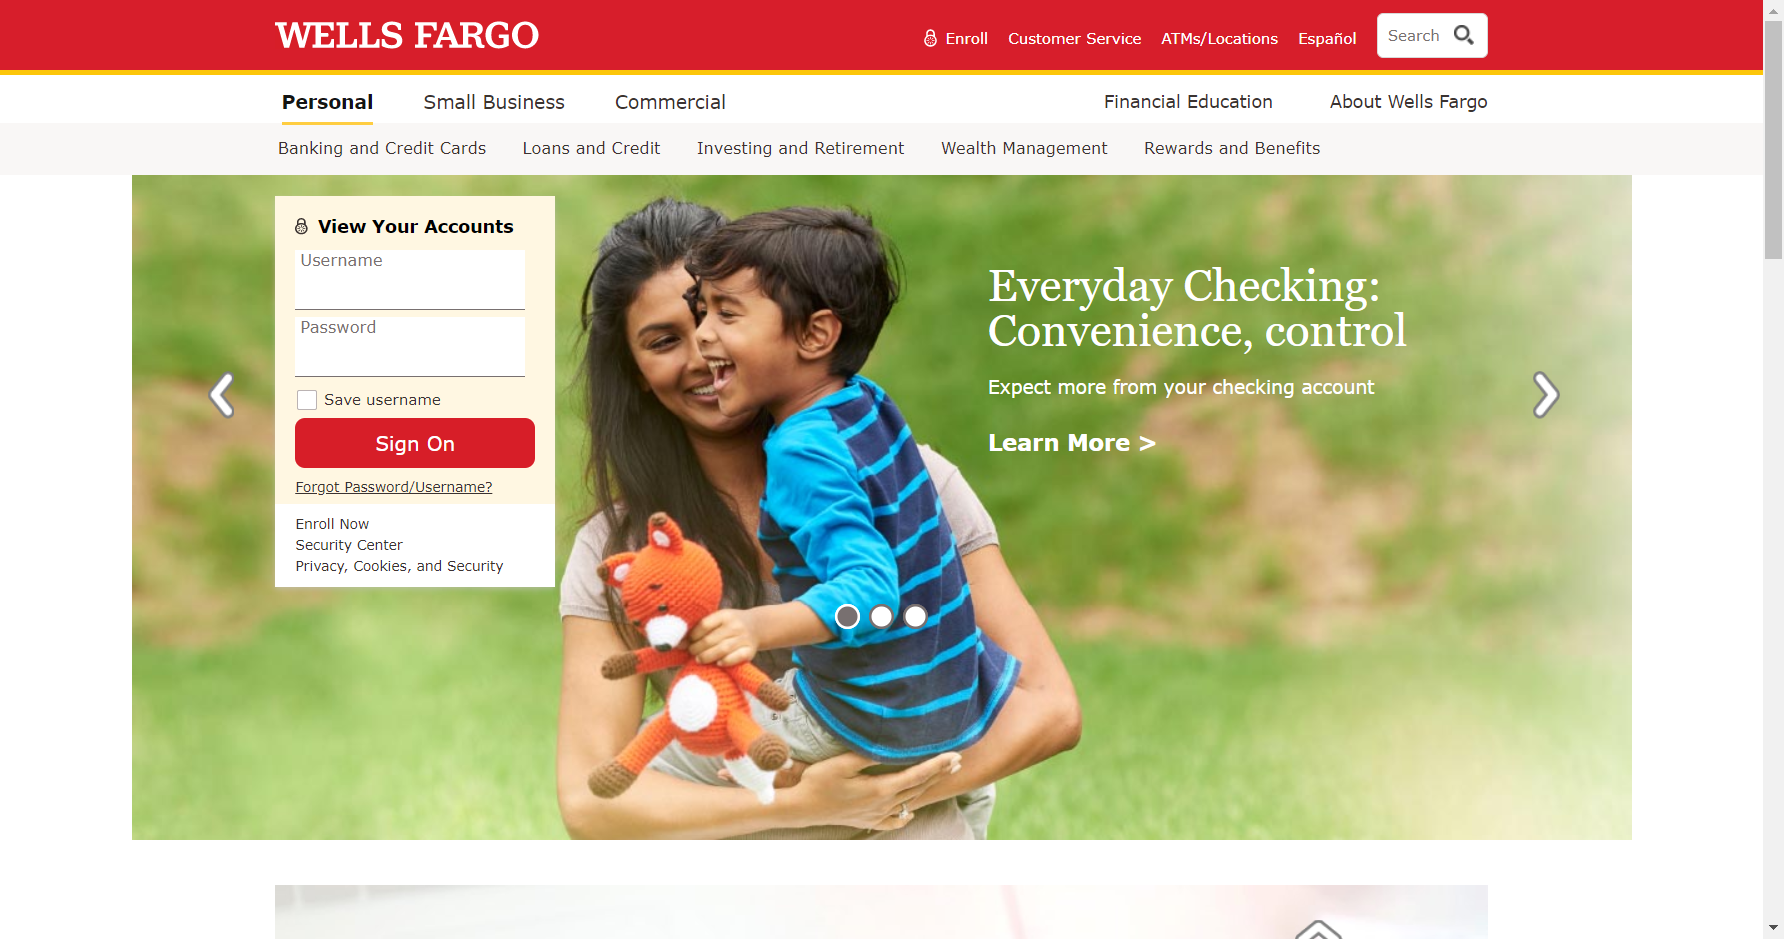 WELLS FARGO
Enroll Customer Service ATMs/Locations Español Search
Personal Small Business Commercial Financial Education About Wells Fargo
Banking and Credit Cards Loans and Credit Investing and Retirement Wealth Management Rewards and Benefits
View Your Accounts
Username
Password
Save username
Sign On
Forgot Password/Username?
Enroll Now
Security Center
Privacy, Cookies, and Security
Everyday Checking:
Convenience, control
Expect more from your checking account
Learn More >